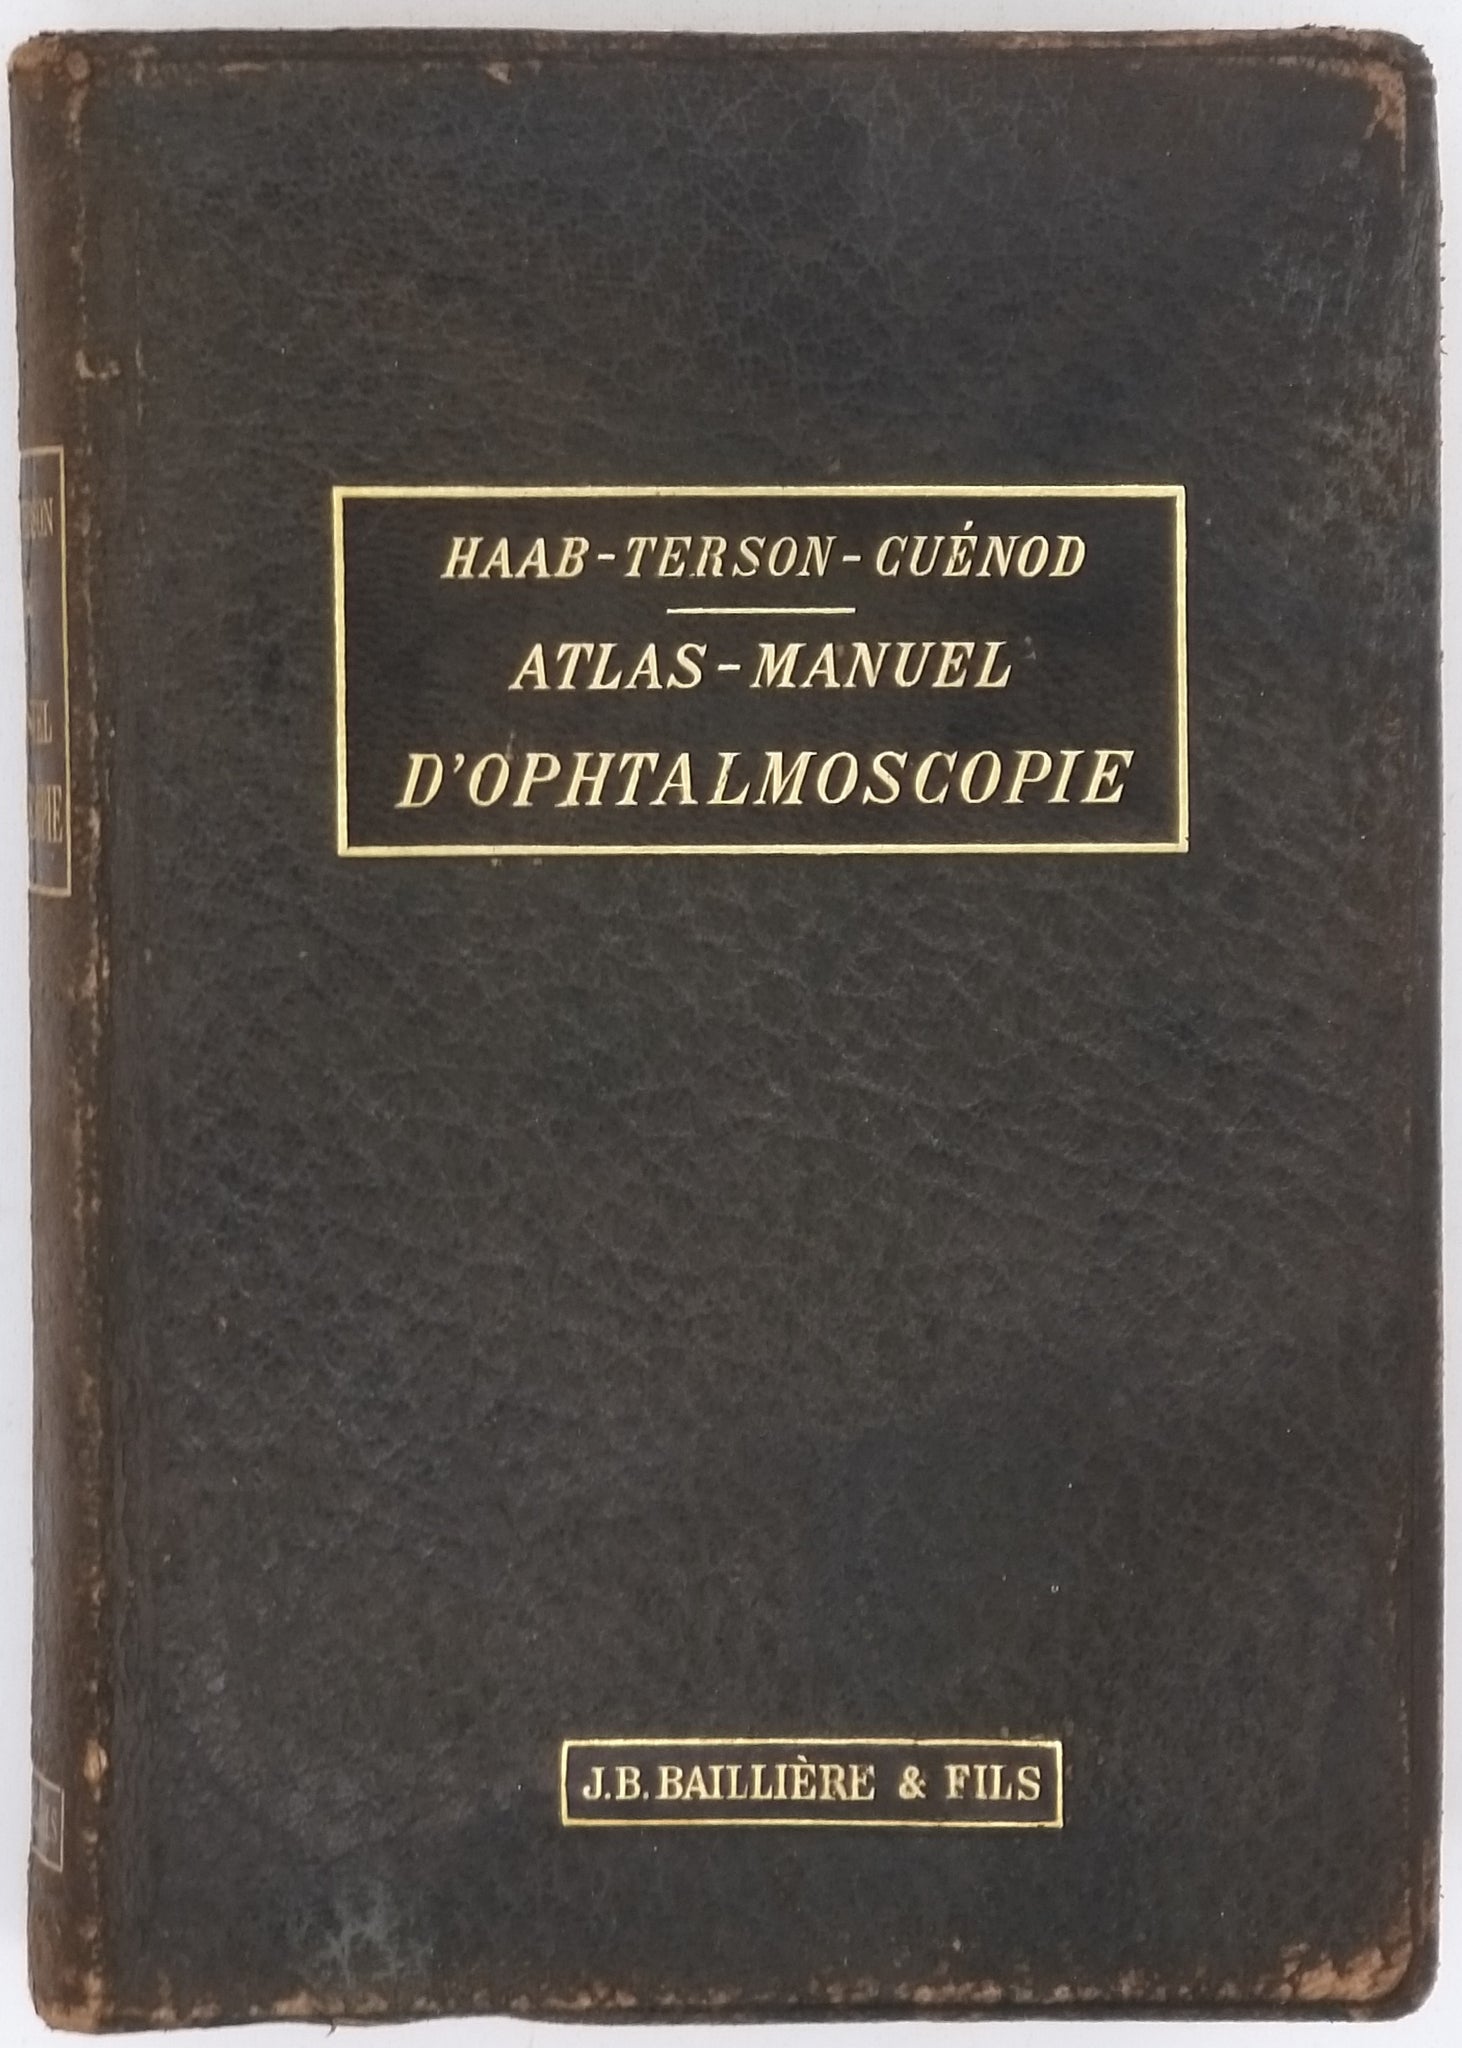 HAAB-TERSON-CUÉNOD
ATLAS-MANUEL
D'OPHTALMOSCOPIE
J.B. BAILLIÈRE & FILS